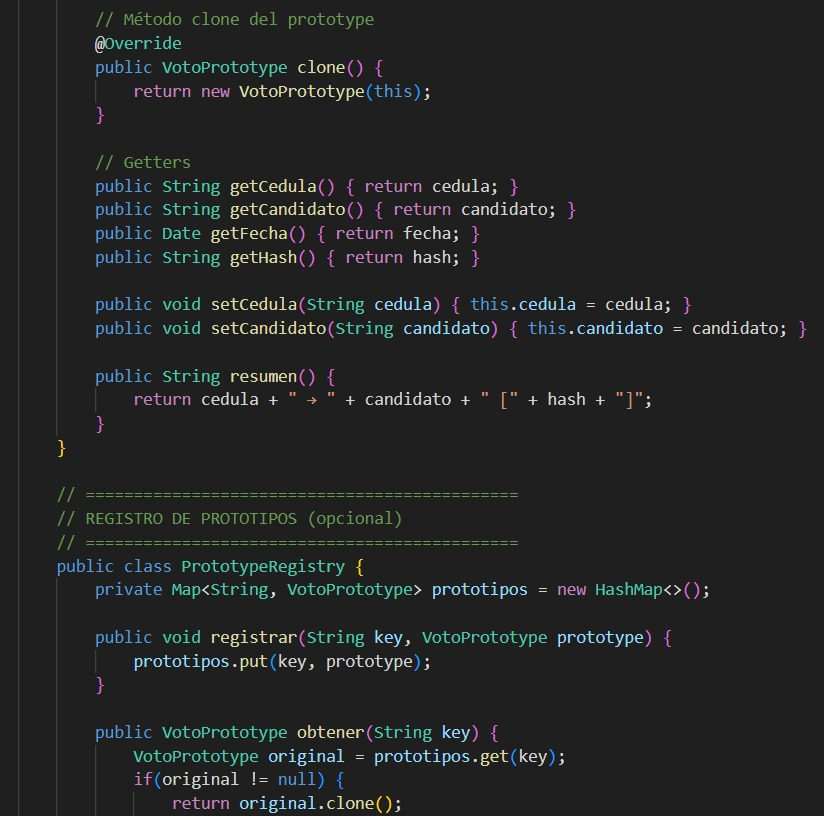 // Método clone del prototype
@Override
public VotoPrototype clone() {
return new VotoPrototype(this);
}
// Getters
public String getCedula() { return cedula; }
public String getCandidato() { return candidato; }
public Date getFecha() { return fecha; }
public String getHash() { return hash; }
public void setCedula(String cedula) { this.cedula = cedula; }
public void setCandidato(String candidato) { this.candidato = candidato; }
public String resumen() {
return cedula + " → " + candidato + " [" + hash + "]";
}
}
// =============================================
// REGISTRO DE PROTOTIPOS (opcional)
// =============================================
public class PrototypeRegistry {
private Map<String, VotoPrototype> prototipos = new HashMap<>();
public void registrar(String key, VotoPrototype prototype) {
prototipos.put(key, prototype);
}
public VotoPrototype obtener(String key) {
VotoPrototype original = prototipos.get(key);
if(original != null) {
return original.clone();